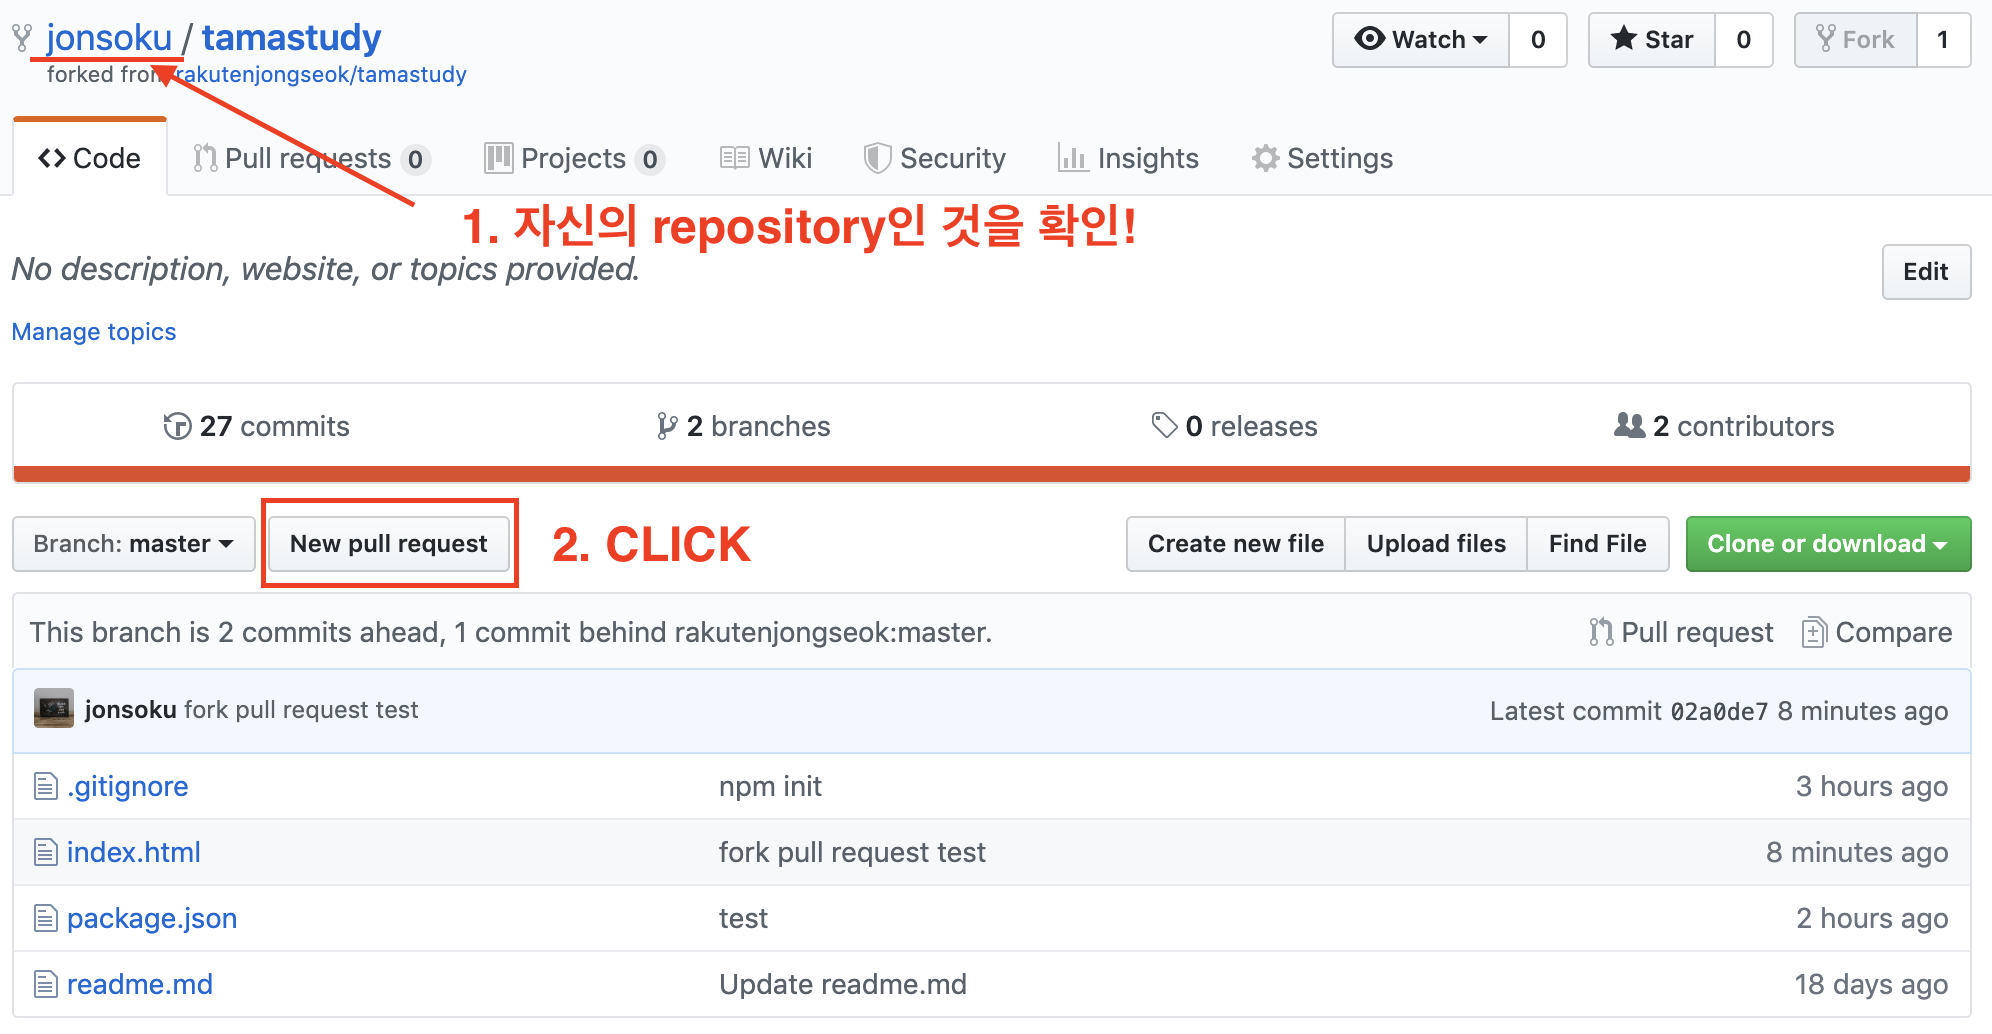 jonsoku / tamastudy
Watch 0
Star 0
Fork 1
forked from rakutenjongseok/tamastudy
Code
Pull requests 0
Projects 0
Wiki
Security
Insights
Settings
1. 자신의 repository인 것을 확인!
No description, website, or topics provided.
Edit
Manage topics
27 commits
2 branches
0 releases
2 contributors
Branch: master
New pull request
2. CLICK
Create new file
Upload files
Find File
Clone or download
This branch is 2 commits ahead, 1 commit behind rakutenjongseok:master.
Pull request
Compare
jonsoku fork pull request test
Latest commit 02a0de7 8 minutes ago
.gitignore npm init 3 hours ago
index.html fork pull request test 8 minutes ago
package.json test 2 hours ago
readme.md Update readme.md 18 days ago